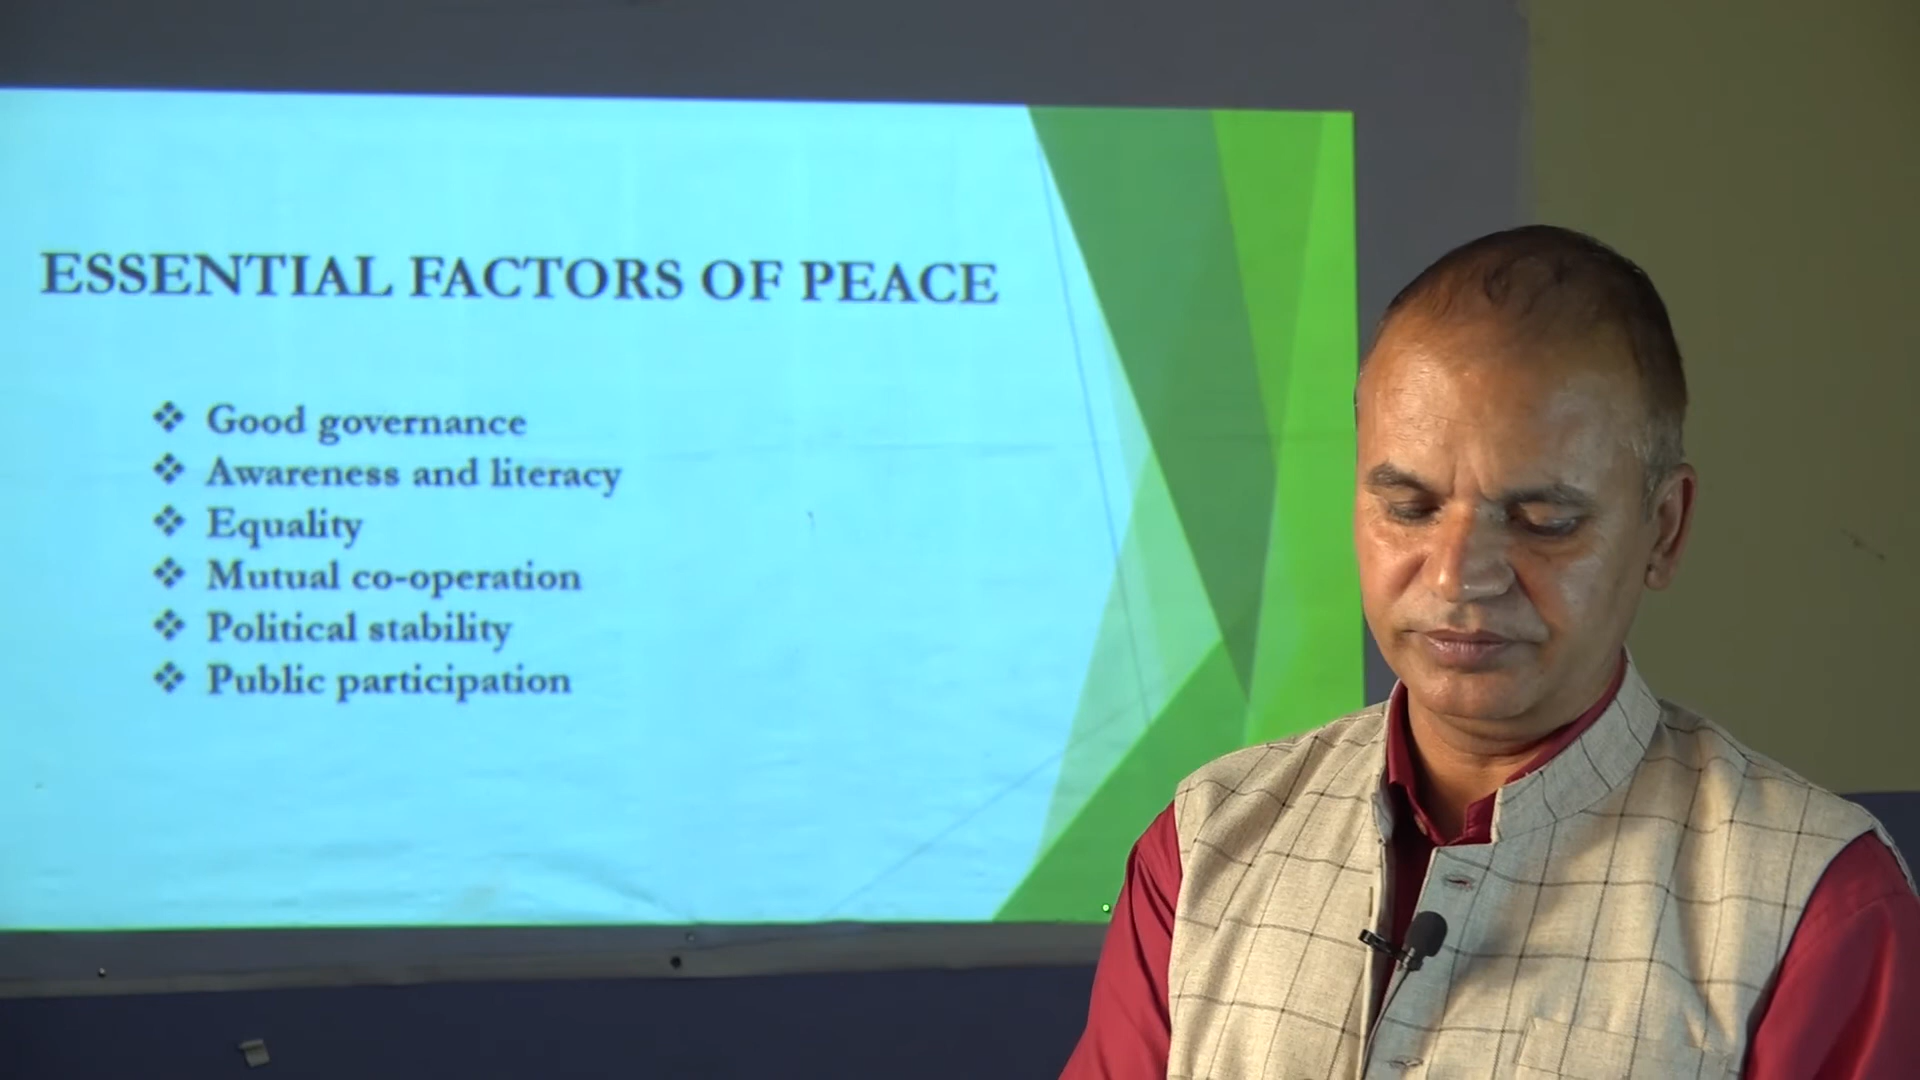 ESSENTIAL FACTORS OF PEACE
❖ Good governance
❖ Awareness and literacy
❖ Equality
❖ Mutual co-operation
❖ Political stability
❖ Public participation